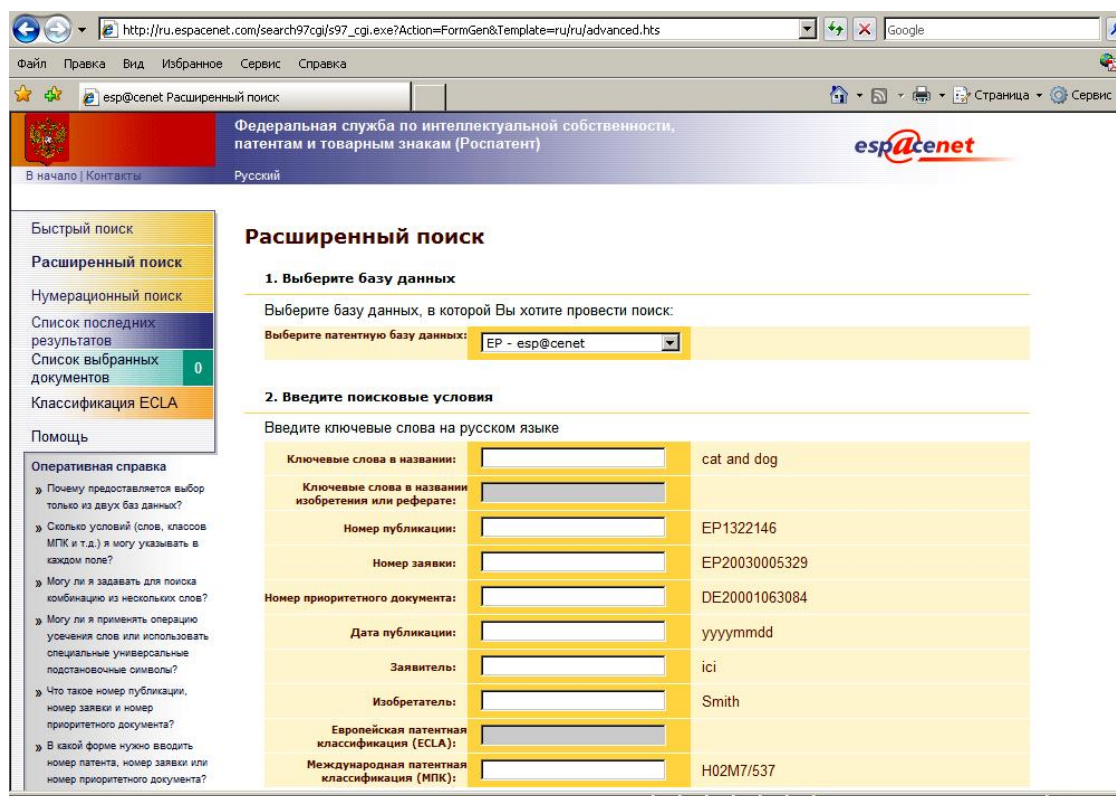 http://ru.espacenet.com/search97cgi/s97_cgi.exe?Action=FormGen&Template=ru/ru/advanced.hts
Google
Файл Правка Вид Избранное Сервис Справка
esp@cenet Расширенный поиск
Страница
Сервис
Федеральная служба по интеллектуальной собственности,
патентам и товарным знакам (Роспатент)
espacenet
В начало | Контакты
Русский
Быстрый поиск
Расширенный поиск
Нумерационный поиск
Список последних
результатов
Список выбранных
документов
0
Классификация ECLA
Помощь
Оперативная справка
» Почему предоставляется выбор
только из двух баз данных?
» Сколько условий (слов, классов
МПК и т.д.) я могу указывать в
каждом поле?
» Могу ли я задавать для поиска
комбинацию из нескольких слов?
» Могу ли я применять операцию
усечения слов или использовать
специальные универсальные
подстановочные символы?
» Что такое номер публикации,
номер заявки и номер
приоритетного документа?
» В какой форме нужно вводить
номер патента, номер заявки или
номер приоритетного документа?
Расширенный поиск
1. Выберите базу данных
Выберите базу данных, в которой Вы хотите провести поиск:
Выберите патентную базу данных:
EP - esp@cenet
2. Введите поисковые условия
Введите ключевые слова на русском языке
Ключевые слова в названии:
cat and dog
Ключевые слова в названии
изобретения или реферате:
Номер публикации:
EP1322146
Номер заявки:
EP20030005329
Номер приоритетного документа:
DE20001063084
Дата публикации:
yyyymmdd
Заявитель:
ici
Изобретатель:
Smith
Европейская патентная
классификация (ECLA):
Международная патентная
классификация (МПК):
H02M7/537